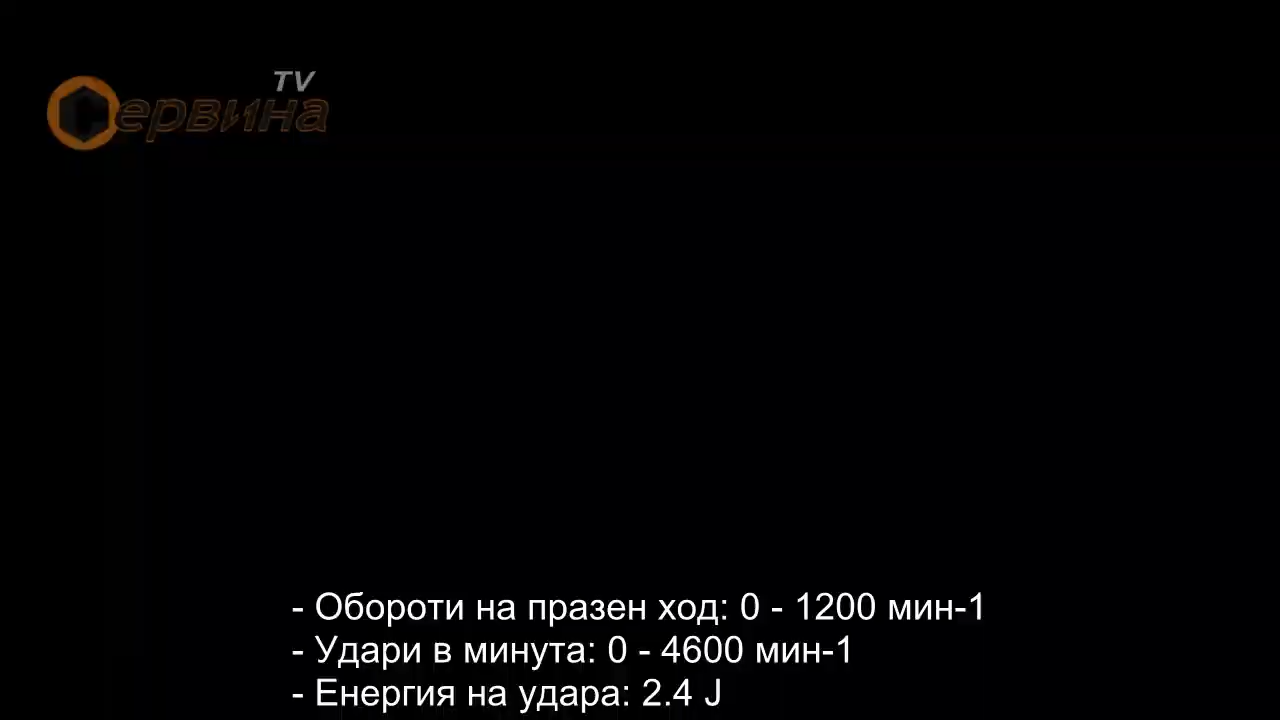 TV
Сервина
- Обороти на празен ход: 0 - 1200 мин-1
- Удари в минута: 0 - 4600 мин-1
- Енергия на удара: 2.4 J